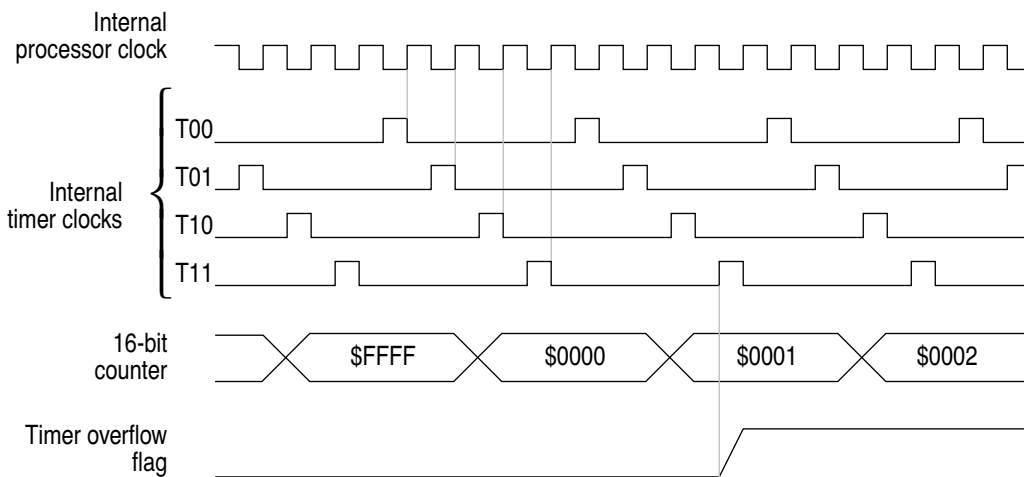 Internal
processor clock
T00
T01
Internal
timer clocks
T10
T11
16-bit
counter
$FFFF
$0000
$0001
$0002
Timer overflow
flag